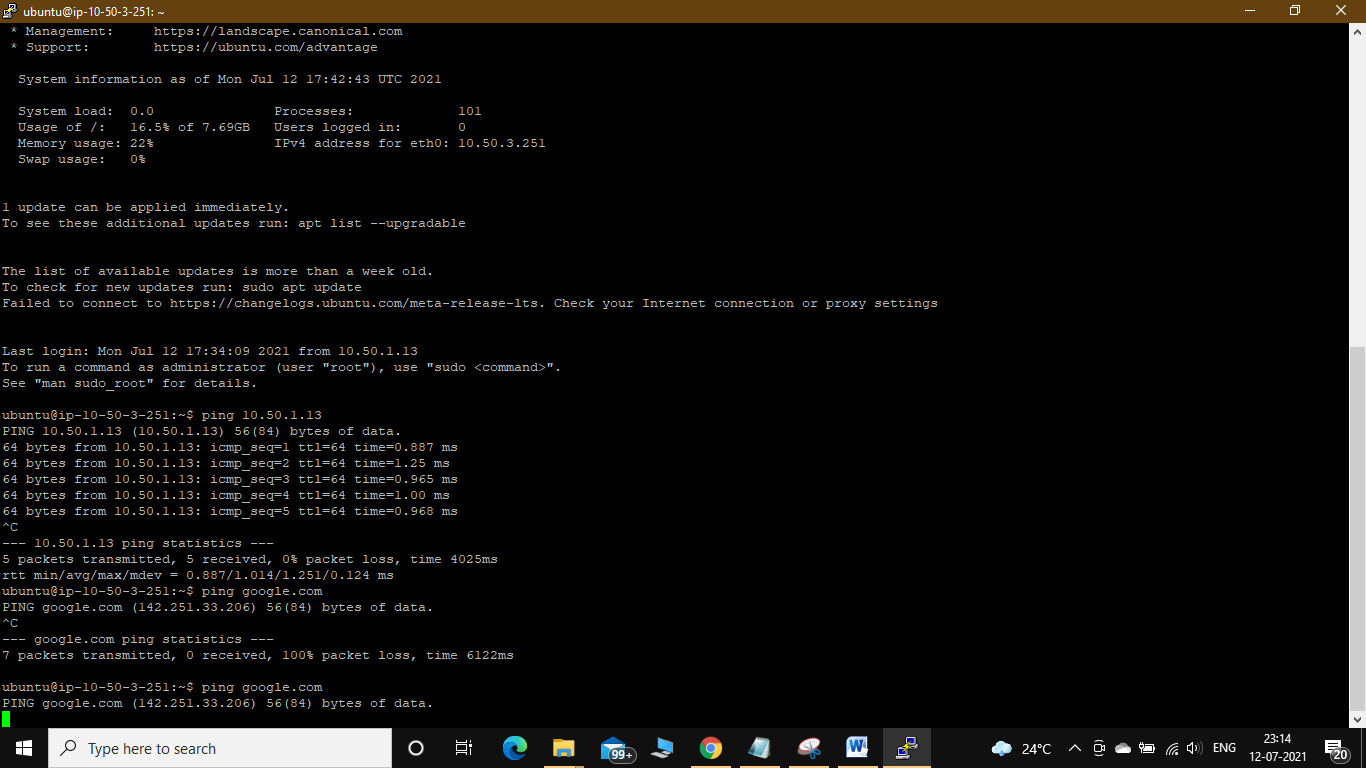 ubuntu@ip-10-50-3-251: ~
* Management:     https://landscape.canonical.com
* Support:        https://ubuntu.com/advantage
System information as of Mon Jul 12 17:42:43 UTC 2021
System load:  0.0               Processes:             101
Usage of /:   16.5% of 7.69GB   Users logged in:       0
Memory usage: 22%               IPv4 address for eth0: 10.50.3.251
Swap usage:   0%
1 update can be applied immediately.
To see these additional updates run: apt list --upgradable
The list of available updates is more than a week old.
To check for new updates run: sudo apt update
Failed to connect to https://changelogs.ubuntu.com/meta-release-lts. Check your Internet connection or proxy settings
Last login: Mon Jul 12 17:34:09 2021 from 10.50.1.13
To run a command as administrator (user "root"), use "sudo <command>".
See "man sudo_root" for details.
ubuntu@ip-10-50-3-251:~$ ping 10.50.1.13
PING 10.50.1.13 (10.50.1.13) 56(84) bytes of data.
64 bytes from 10.50.1.13: icmp_seq=1 ttl=64 time=0.887 ms
64 bytes from 10.50.1.13: icmp_seq=2 ttl=64 time=1.25 ms
64 bytes from 10.50.1.13: icmp_seq=3 ttl=64 time=0.965 ms
64 bytes from 10.50.1.13: icmp_seq=4 ttl=64 time=1.00 ms
64 bytes from 10.50.1.13: icmp_seq=5 ttl=64 time=0.968 ms
^C
--- 10.50.1.13 ping statistics ---
5 packets transmitted, 5 received, 0% packet loss, time 4025ms
rtt min/avg/max/mdev = 0.887/1.014/1.251/0.124 ms
ubuntu@ip-10-50-3-251:~$ ping google.com
PING google.com (142.251.33.206) 56(84) bytes of data.
^C
--- google.com ping statistics ---
7 packets transmitted, 0 received, 100% packet loss, time 6122ms
ubuntu@ip-10-50-3-251:~$ ping google.com
PING google.com (142.251.33.206) 56(84) bytes of data.
Type here to search
99+
W
24°C
ENG
23:14
12-07-2021
20